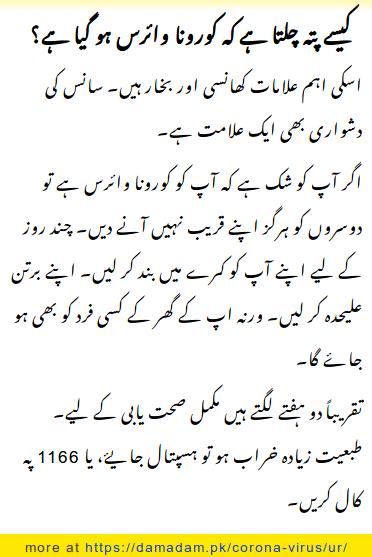 کیسے پتہ چلتا ہے کہ کورونا وائرس ہو گیا ہے؟
اسکی اہم علامات کھانسی اور بخار ہیں۔ سانس کی
دشواری بھی ایک علامت ہے۔
اگر آپ کو شک ہے کہ آپ کو کورونا وائرس ہے تو
دوسروں کو ہرگز اپنے قریب نہیں آنے دیں۔ چند روز
کے لیے اپنے آپ کو کمرے میں بند کر لیں۔ اپنے برتن
علیحدہ کر لیں۔ ورنہ اپ کے گھر کے کسی فرد کو بھی ہو
جائے گا۔
تقریباً دو ہفتے لگتے ہیں مکمل صحت یابی کے لیے۔
طبعیت زیادہ خراب ہو تو ہسپتال جایئے، یا 1166 پہ
کال کریں۔
more at https://damadam.pk/corona-virus/ur/